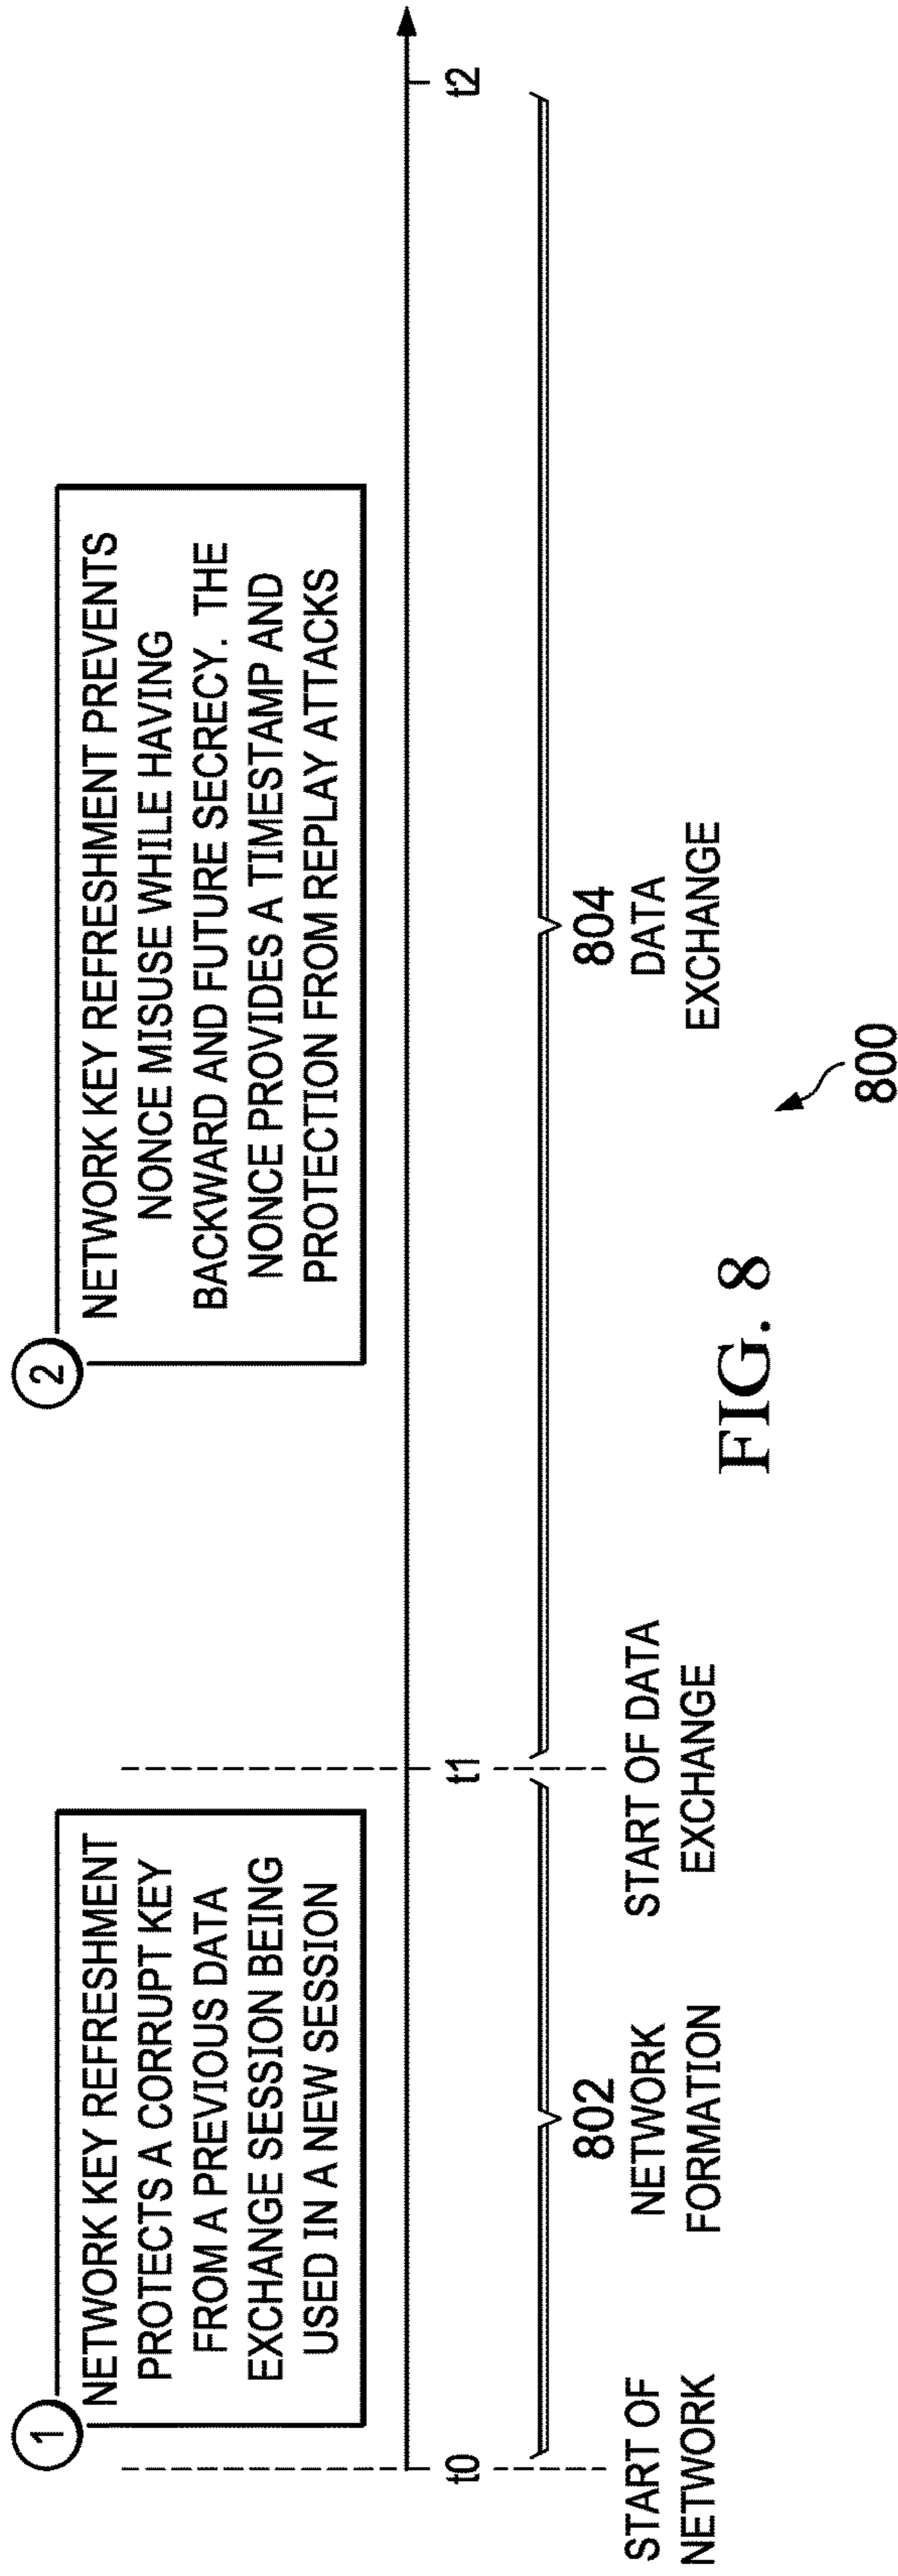 1
NETWORK KEY REFRESHMENT
PROTECTS A CORRUPT KEY
FROM A PREVIOUS DATA
EXCHANGE SESSION BEING
USED IN A NEW SESSION
2
NETWORK KEY REFRESHMENT PREVENTS
NONCE MISUSE WHILE HAVING
BACKWARD AND FUTURE SECRECY. THE
NONCE PROVIDES A TIMESTAMP AND
PROTECTION FROM REPLAY ATTACKS
t0
t1
t2
START OF
NETWORK
802
NETWORK
FORMATION
START OF DATA
EXCHANGE
804
DATA
EXCHANGE
800
FIG. 8